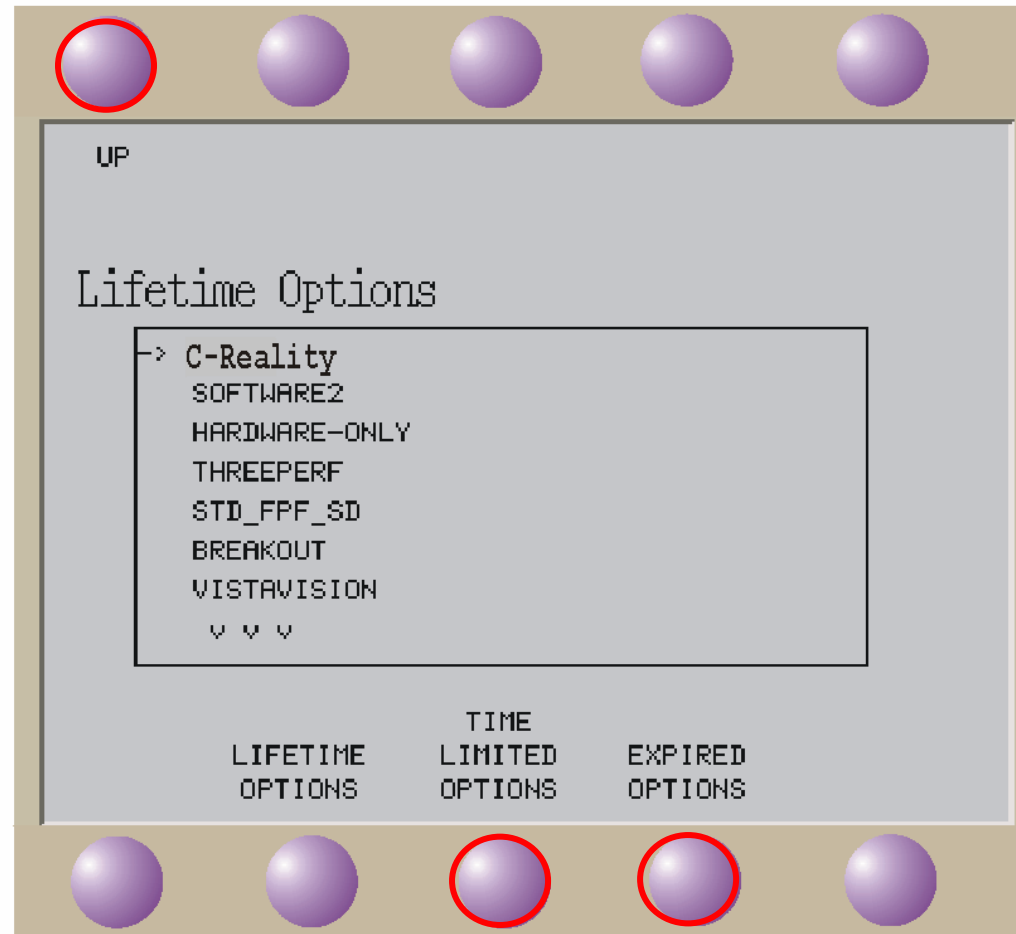 UP
Lifetime Options
-> C-Reality
SOFTWARE2
HARDWARE-ONLY
THREEPERF
STD_FPF_SD
BREAKOUT
VISTAVISION
v v v
LIFETIME OPTIONS
TIME LIMITED OPTIONS
EXPIRED OPTIONS